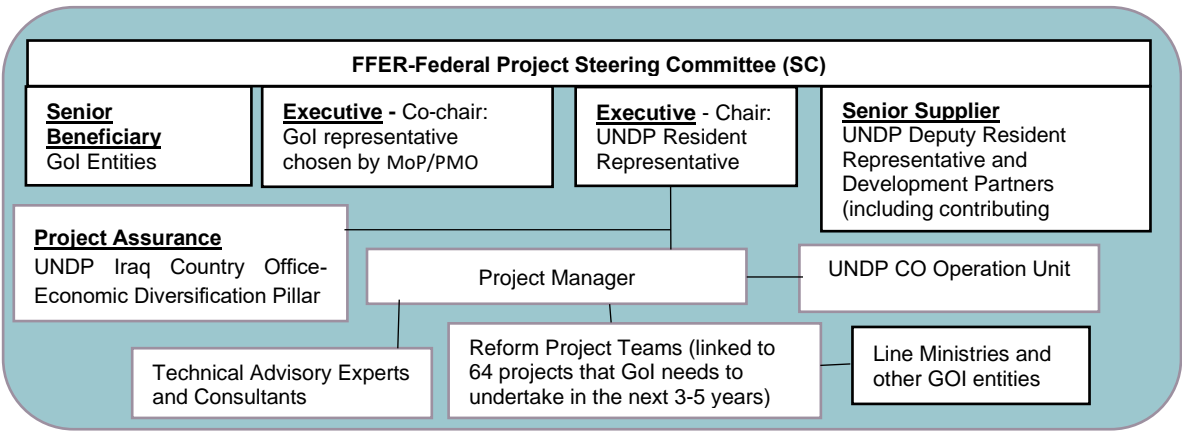 FFER-Federal Project Steering Committee (SC)
Senior
Beneficiary
GoI Entities
Executive - Co-chair:
GoI representative
chosen by MoP/PMO
Executive - Chair:
UNDP Resident
Representative
Senior Supplier
UNDP Deputy Resident
Representative and
Development Partners
(including contributing
Project Assurance
UNDP Iraq Country Office-
Economic Diversification Pillar
Project Manager
UNDP CO Operation Unit
Technical Advisory Experts
and Consultants
Reform Project Teams (linked to
64 projects that GoI needs to
undertake in the next 3-5 years)
Line Ministries and
other GOI entities